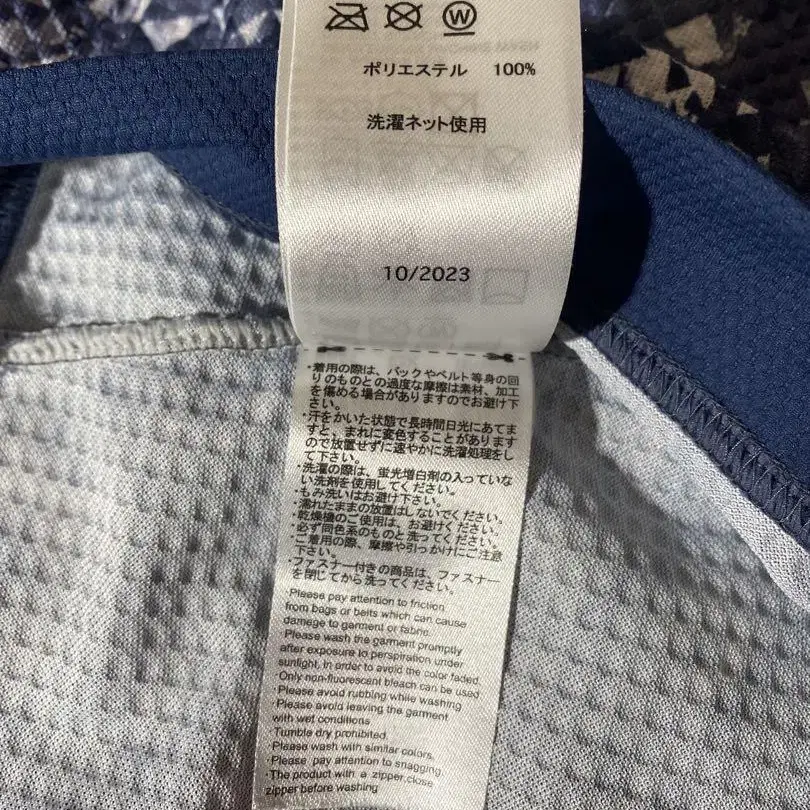 W
ポリエステル 100%
洗濯ネット使用
10/2023
・着用の際は、バックやベルト等身の回
りのものとの過度な摩擦は素材、加工
を傷める場合がありますのでお避け下
さい。
・汗をかいた状態で長時間日光にあてま
すと、まれに変色することがあります
ので放置せずに速やかに洗濯処理をし
て下さい。
・洗濯の際は、蛍光増白剤の入っていな
い洗剤を使用してください。
・もみ洗いはお避け下さい。
・濡れたままの放置はしないでください。
・乾燥機のご使用は、お避けください。
・必ず同色系のものと洗ってください。
・ご着用の際、摩擦や引っかけにご注意
下さい。
・ファスナー付きの商品は、ファスナー
を閉じてから洗ってください。
・Please pay attention to friction
from bags or belts which can cause
damage to garment or fabric.
・Please wash the garment promptly
after exposure to perspiration under
sunlight, in order to avoid the color faded.
・Only non-fluorescent bleach can be used
・Please avoid rubbing while washing
・Please avoid leaving the garment
with wet conditions
・Tumble dry prohibited.
・Please wash with similar colors.
・Please pay attention to snagging.
・The product with a zipper,close
zipper before washing